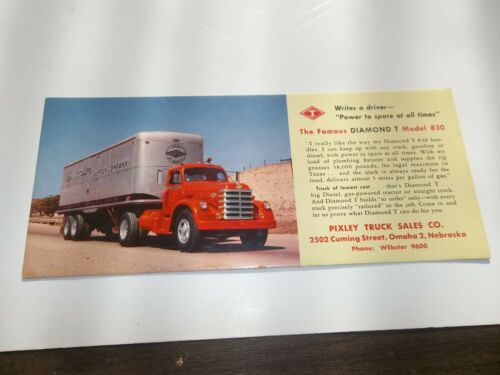 COMPANY
T
Writes a driver—
"Power to spare at all times"
The Famous DIAMOND T Model 830
"I really like the way my Diamond T 830 han-
dles. I can keep up with any truck, gasoline or
diesel, with power to spare at all times. With my
load of plumbing fixtures and supplies the rig
grosses 58,000 pounds, the legal maximum in
Texas, and the truck is always ready for the
road, delivers almost 5 miles per gallon of gas."
Truck of lowest cost . . . that's Diamond T . . .
big Diesel, gas-powered tractor or straight truck.
And Diamond T builds "to order" only—with every
truck precisely "tailored" to the job. Come in and
let us prove what Diamond T can do for you.
PIXLEY TRUCK SALES CO.
2502 Cuming Street, Omaha 2, Nebraska
Phone: WEbster 9600